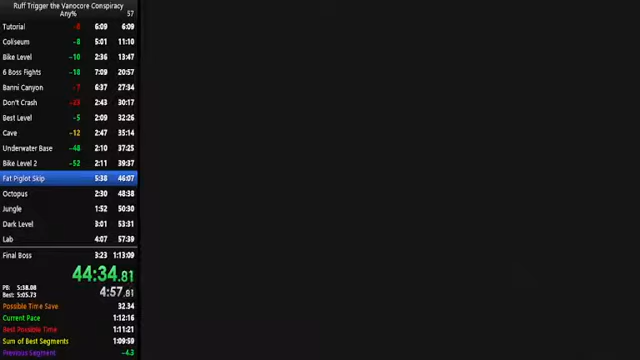 Ruff Trigger the Vanocore Conspiracy
Any% 57
Tutorial -8 6:09 6:09
Coliseum -8 5:01 11:10
Bike Level -10 2:36 13:47
6 Boss Fights -18 7:09 20:57
Banni Canyon -7 6:37 27:34
Don't Crash 2:43 30:17
Best Level -5 2:09 32:26
Cave -12 2:47 35:14
Underwater Base -48 2:10 37:25
Bike Level 2 -52 2:11 39:37
Fat Piglot Skip 5:38 46:07
Octopus 2:30 48:38
Jungle 1:52 50:30
Dark Level 3:01 53:31
Lab 4:07 57:39
Final Boss 3:23 1:13:09
44:34.81
PB: 5:38.08
Best: 5:05.73
4:57.81
Possible Time Save 32.34
Current Pace 1:12:16
Best Possible Time 1:11:21
Sum of Best Segments 1:09:59
Previous Segment -4.3